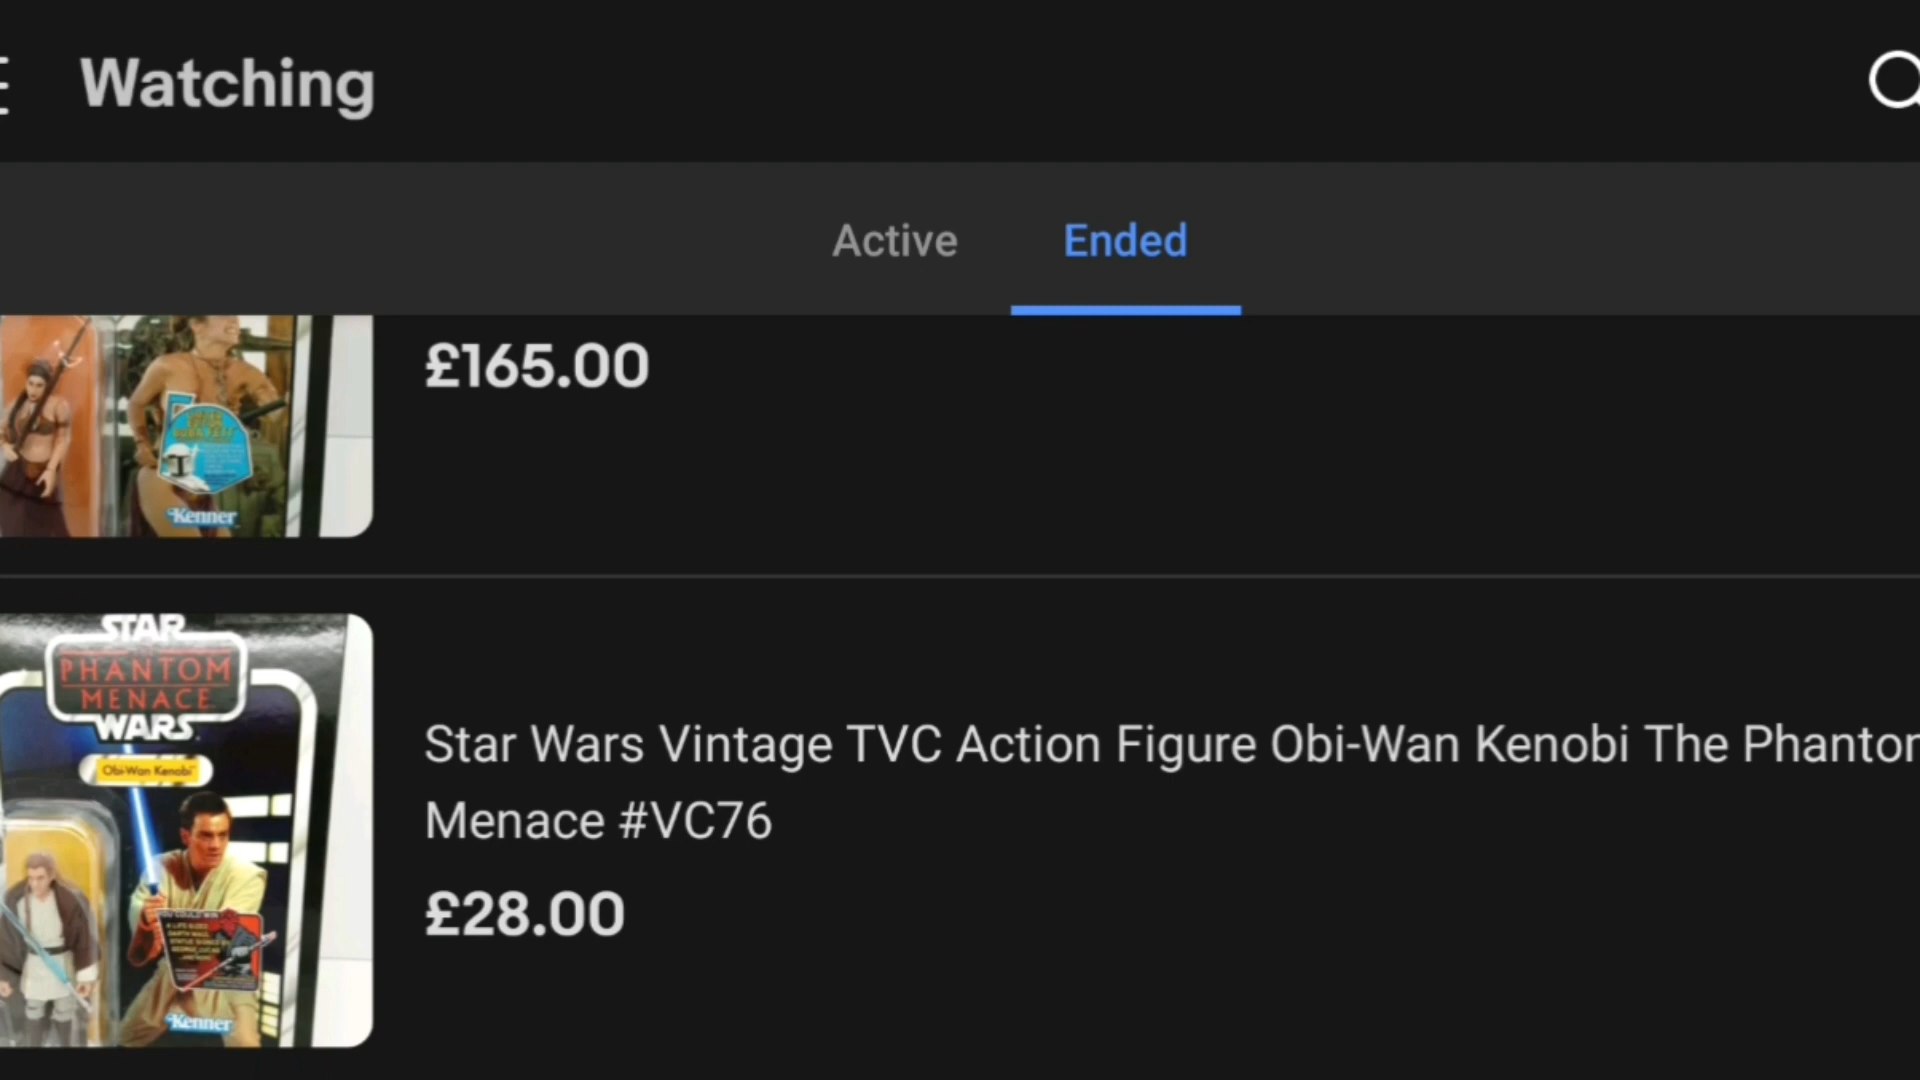 Watching
Active
Ended
£165.00
Kenner
STAR
PHANTOM
MENACE
WARS
Obi-Wan Kenobi
Star Wars Vintage TVC Action Figure Obi-Wan Kenobi The
Menace #VC76
£28.00
Kenner